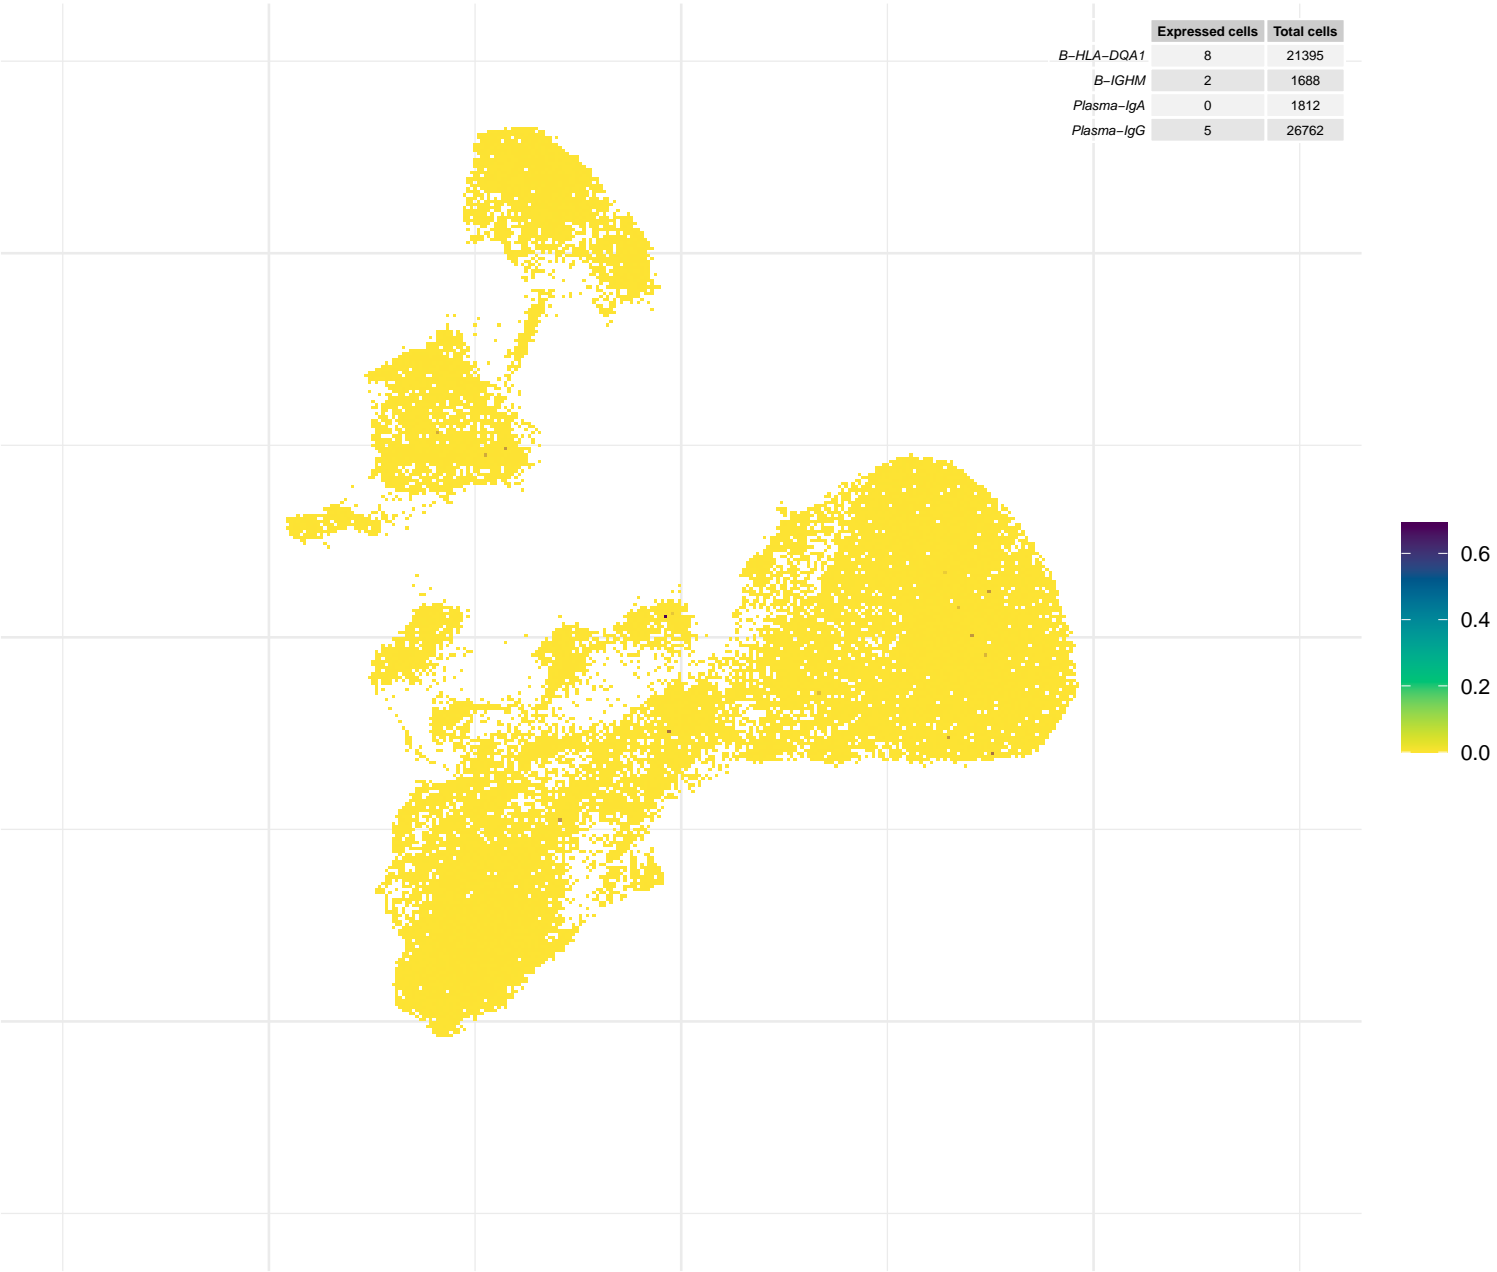 Expressed cells Total cells
B−HLA−DQA1 8 21395
B−IGHM 2 1688
Plasma−IgA 0 1812
Plasma−IgG 5 26762
0.6
0.4
0.2
0.0